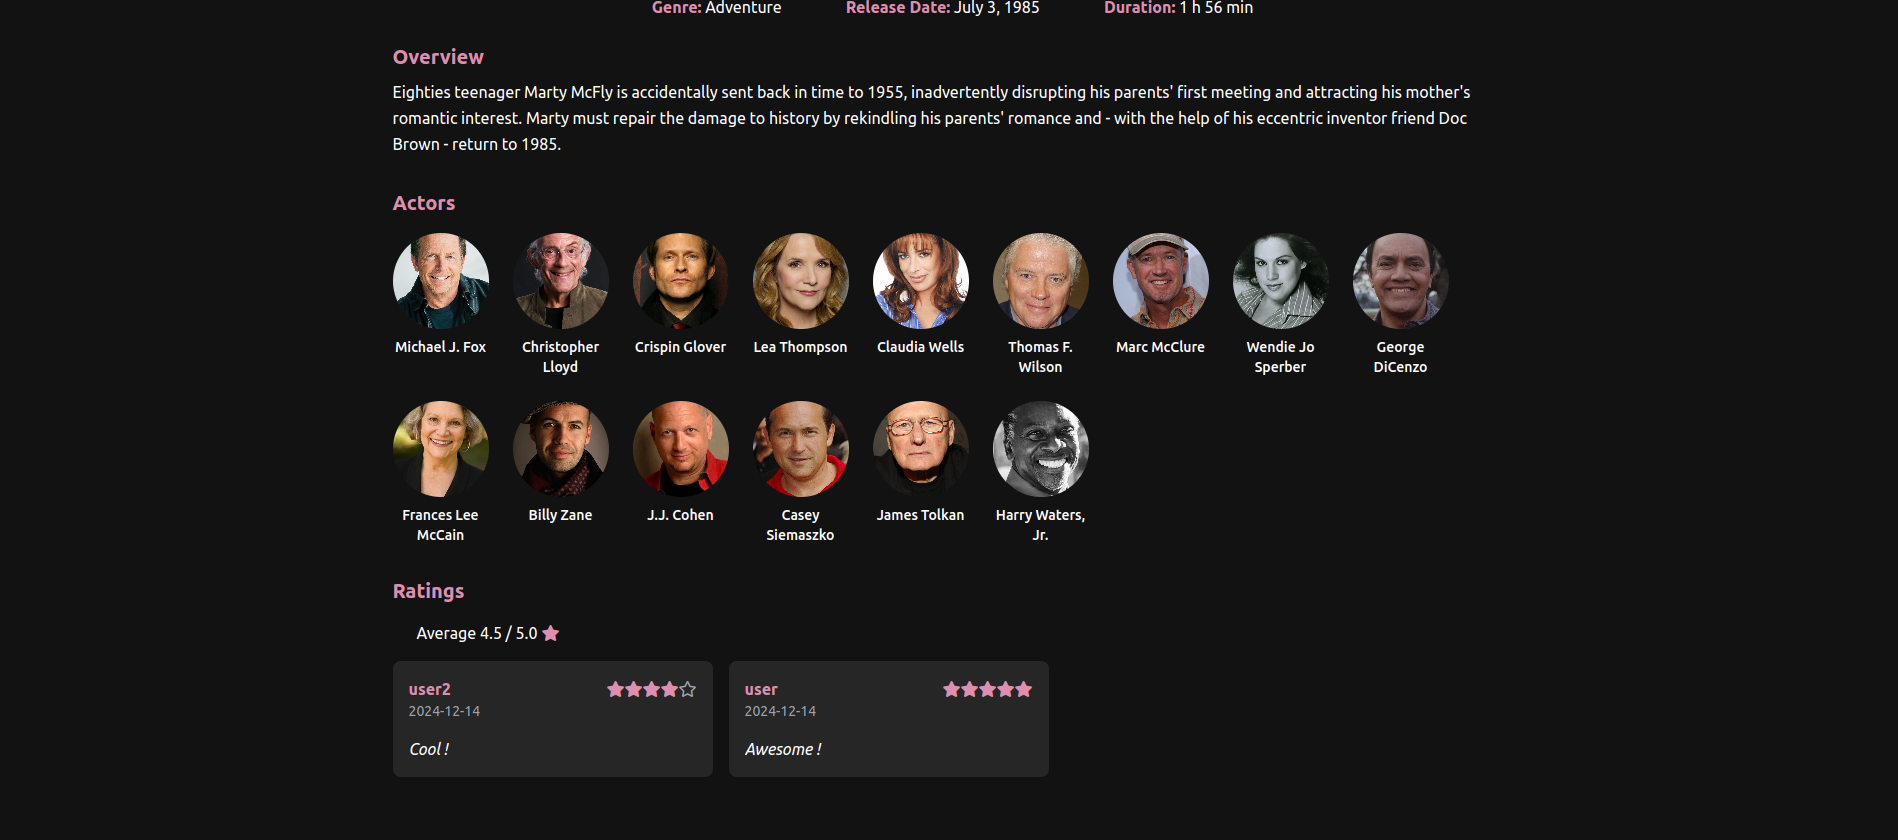 Genre: Adventure Release Date: July 3, 1985 Duration: 1 h 56 min
Overview
Eighties teenager Marty McFly is accidentally sent back in time to 1955, inadvertently disrupting his parents' first meeting and attracting his mother's
romantic interest. Marty must repair the damage to history by rekindling his parents' romance and - with the help of his eccentric inventor friend Doc
Brown - return to 1985.
Actors
Michael J. Fox
Christopher
Lloyd
Crispin Glover
Lea Thompson
Claudia Wells
Thomas F.
Wilson
Marc McClure
Wendie Jo
Sperber
George
DiCenzo
Frances Lee
McCain
Billy Zane
J.J. Cohen
Casey
Siemaszko
James Tolkan
Harry Waters,
Jr.
Ratings
Average 4.5 / 5.0
user2
2024-12-14
Cool !
user
2024-12-14
Awesome !